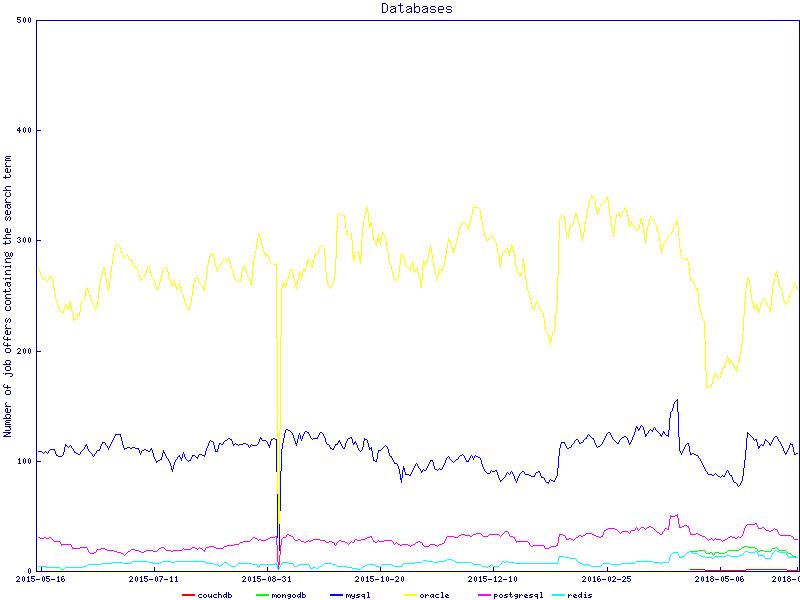 Databases
Number of job offers containing the search term
500
400
300
200
100
0
2015-05-16 2015-07-11 2015-08-31 2015-10-20 2015-12-10 2016-02-25 2018-05-06 2018-0
couchdb mongodb mysql oracle postgresql redis